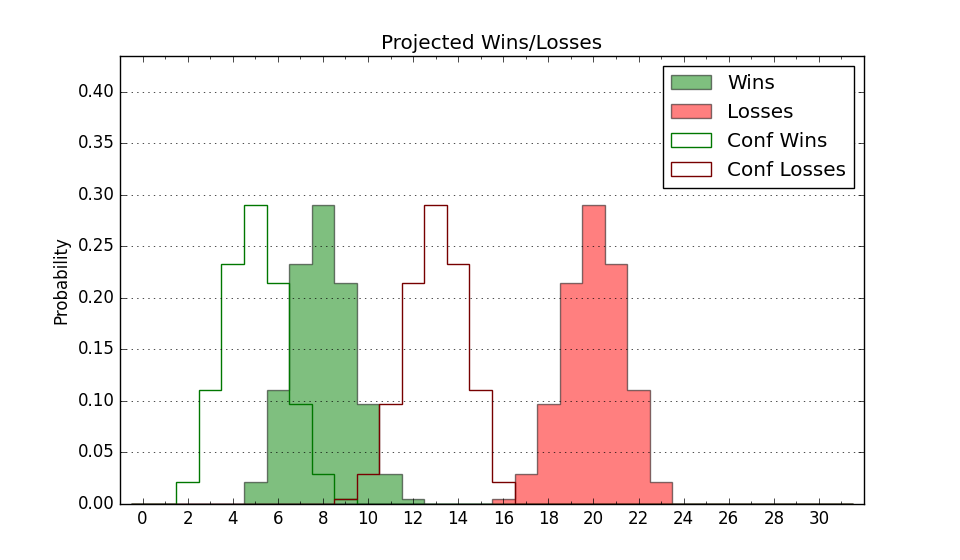 Projected Wins/Losses
Wins
Losses
Conf Wins
Conf Losses
Probability
0.40
0.35
0.30
0.25
0.20
0.15
0.10
0.05
0.00
0 2 4 6 8 10 12 14 16 18 20 22 24 26 28 30